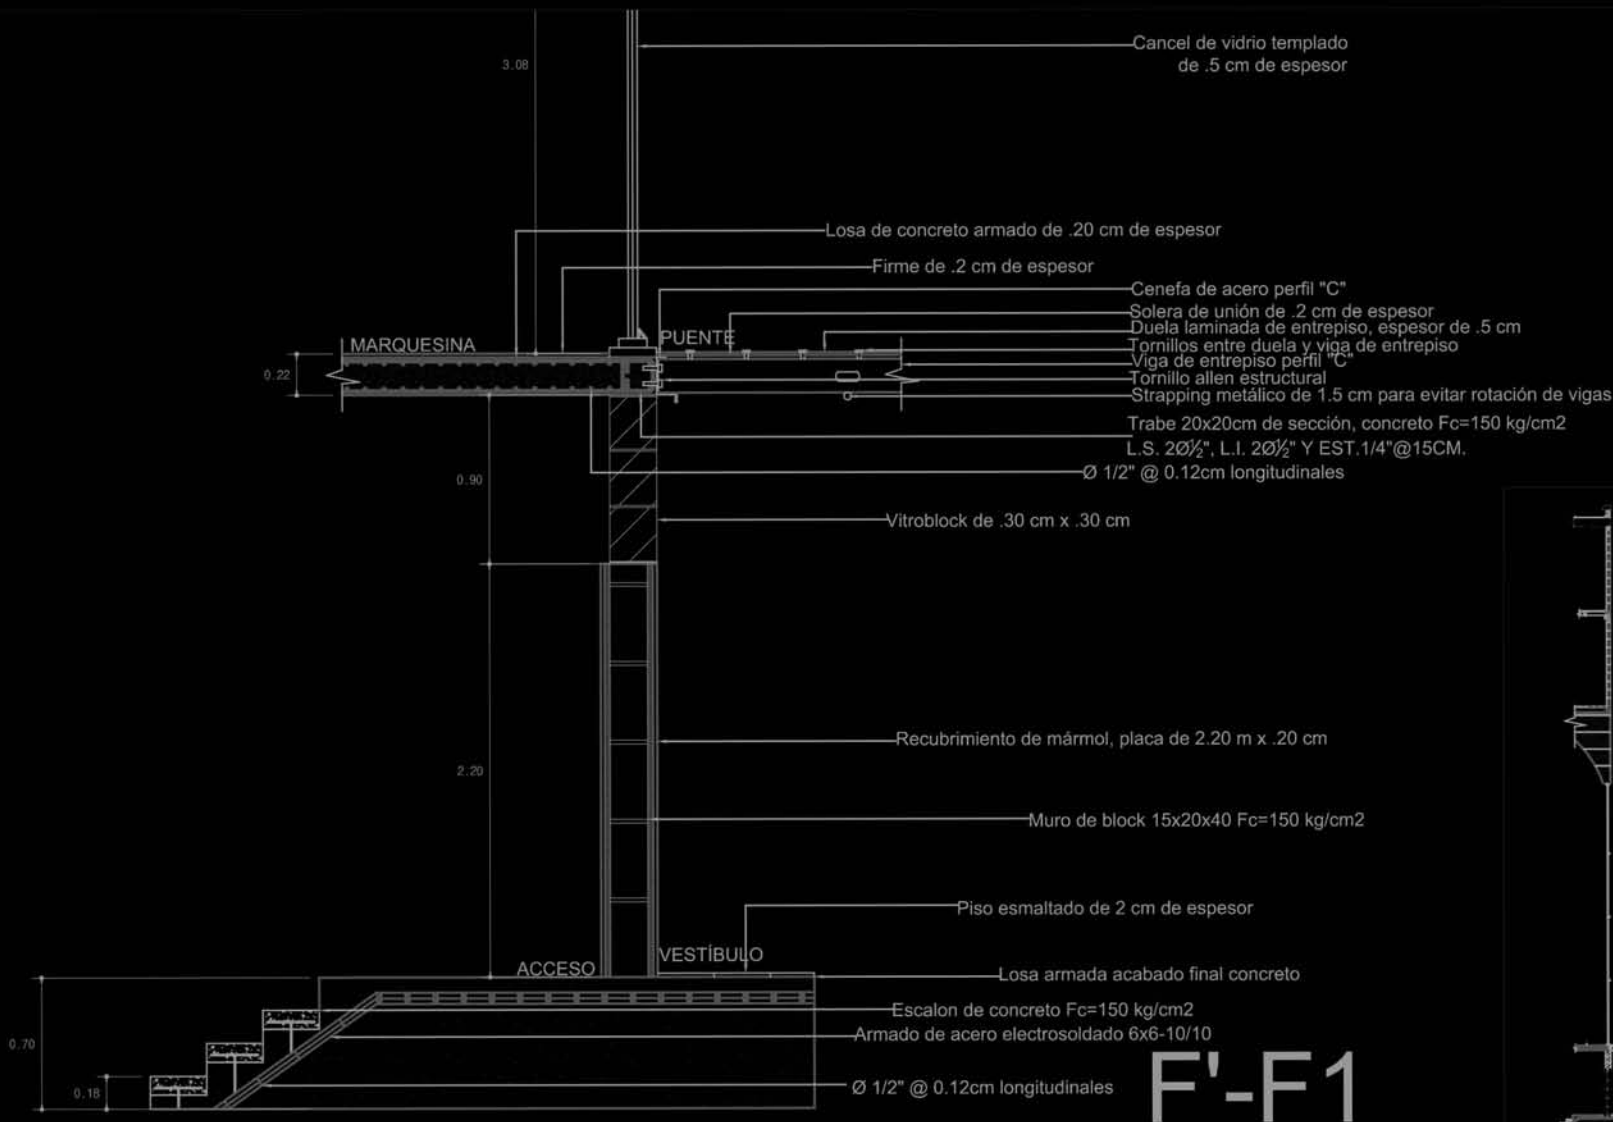 Cancel de vidrio templado
de .5 cm de espesor
3.08
Losa de concreto armado de .20 cm de espesor
Firme de .2 cm de espesor
Cenefa de acero perfil "C"
Solera de unión de .2 cm de espesor
Duela laminada de entrepiso, espesor de .5 cm
MARQUESINA
PUENTE
Tornillos entre duela y viga de entrepiso
Viga de entrepiso perfil "C"
0.22
Tornillo allen estructural
Strapping metálico de 1.5 cm para evitar rotación de vigas
Trabe 20x20cm de sección, concreto Fc=150 kg/cm2
L.S. 2Ø½", L.I. 2Ø½" Y EST.1/4"@15CM.
Ø 1/2" @ 0.12cm longitudinales
0.90
Vitroblock de .30 cm x .30 cm
Recubrimiento de mármol, placa de 2.20 m x .20 cm
2.20
Muro de block 15x20x40 Fc=150 kg/cm2
Piso esmaltado de 2 cm de espesor
VESTÍBULO
ACCESO
Losa armada acabado final concreto
Escalon de concreto Fc=150 kg/cm2
Armado de acero electrosoldado 6x6-10/10
0.70
Ø 1/2" @ 0.12cm longitudinales
0.18
F'-F1